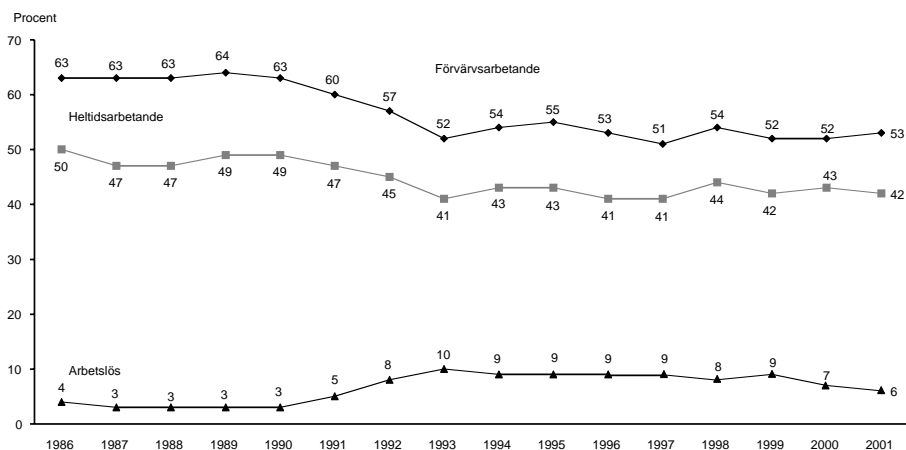 Procent
70
63 63 63 64 63 60 57 52 54 55 53 51 54 52 52 53
Förvärvsarbetande
60
Heltidsarbetande
50
50 47 47 49 49 47 45 41 43 43 41 41 44 42 43 42
40
30
20
Arbetslös
10
4 3 3 3 3 5 8 10 9 9 9 9 8 9 7 6
0
1986 1987 1988 1989 1990 1991 1992 1993 1994 1995 1996 1997 1998 1999 2000 2001